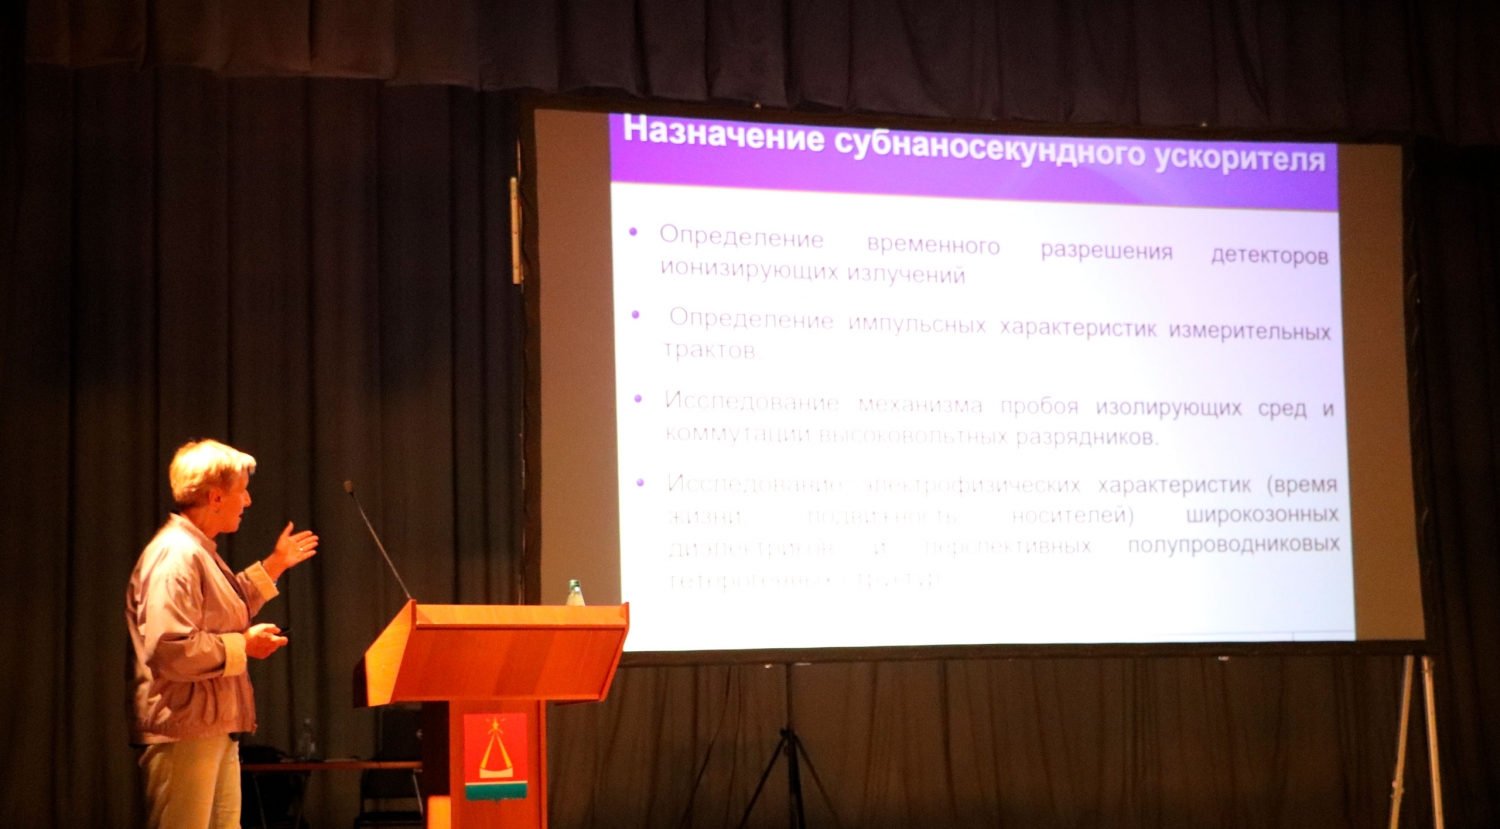 Назначение субнаносекундного ускорителя
Определение временного разрешения детекторов
ионизирующих излучений
Определение импульсных характеристик измерительных
трактов
Исследование механизма пробоя изолирующих сред и
коммутации высоковольтных разрядников.
Исследование электрофизических характеристик (время
жизни, подвижность носителей) широкозонных
диэлектриков и перспективных полупроводниковых